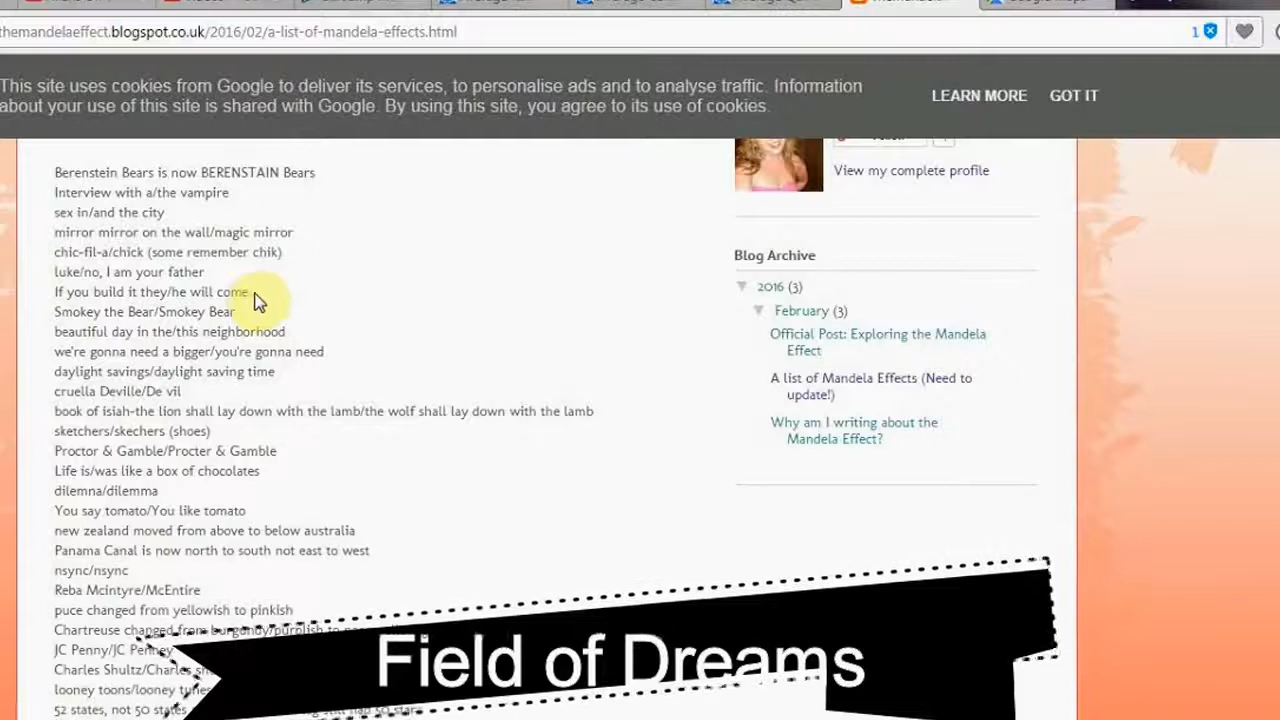 themandelaeffect.blogspot.co.uk/2016/02/a-list-of-mandela-effects.html
1
This site uses cookies from Google to deliver its services, to personalise ads and to analyse traffic. Information
about your use of this site is shared with Google. By using this site, you agree to its use of cookies.
LEARN MORE
GOT IT
Berenstein Bears is now BERENSTAIN Bears
Interview with a/the vampire
sex in/and the city
mirror mirror on the wall/magic mirror
chic-fil-a/chick (some remember chik)
luke/no, I am your father
If you build it they/he will come
Smokey the Bear/Smokey Bear
beautiful day in the/this neighborhood
we're gonna need a bigger/you're gonna need
daylight savings/daylight saving time
cruella Deville/De vil
book of isiah-the lion shall lay down with the lamb/the wolf shall lay down with the lamb
sketchers/skechers (shoes)
Proctor & Gamble/Procter & Gamble
Life is/was like a box of chocolates
dilemna/dilemma
You say tomato/You like tomato
new zealand moved from above to below australia
Panama Canal is now north to south not east to west
nsync/nsync
Reba Mcintyre/McEntire
puce changed from yellowish to pinkish
Chartreuse changed from burgundy/purplish to
JC Penny/JC Penney
Charles Shultz/Charles
looney toons/looney tunes
52 states, not 50 states
still has 50 stars
View my complete profile
Blog Archive
2016 (3)
February (3)
Official Post: Exploring the Mandela
Effect
A list of Mandela Effects (Need to
update!)
Why am I writing about the
Mandela Effect?
Field of Dreams